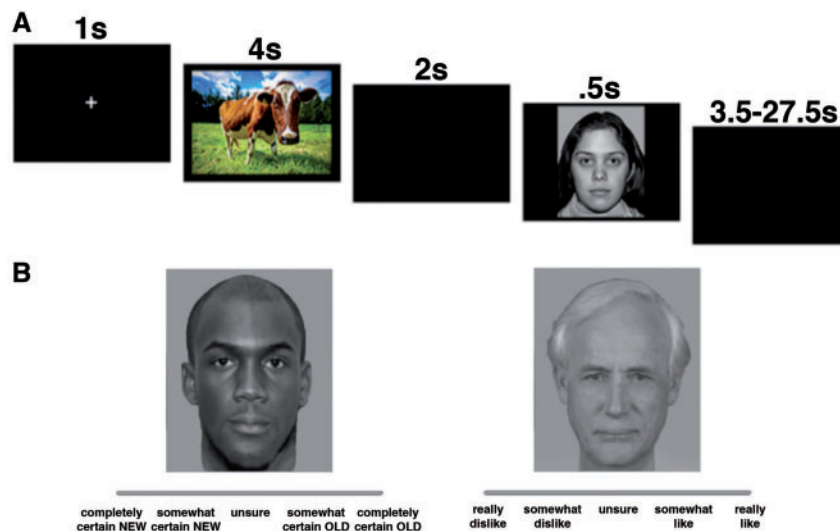 A
1s
4s
2s
.5s
3.5-27.5s
B
completely certain NEW
somewhat certain NEW
unsure
somewhat certain OLD
completely certain OLD
really dislike
somewhat dislike
unsure
somewhat like
really like